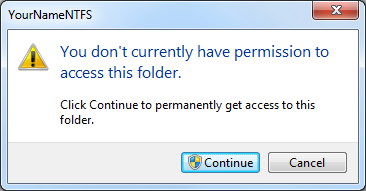 YourNameNTFS
You don't currently have permission to
access this folder.
Click Continue to permanently get access to this
folder.
Continue
Cancel